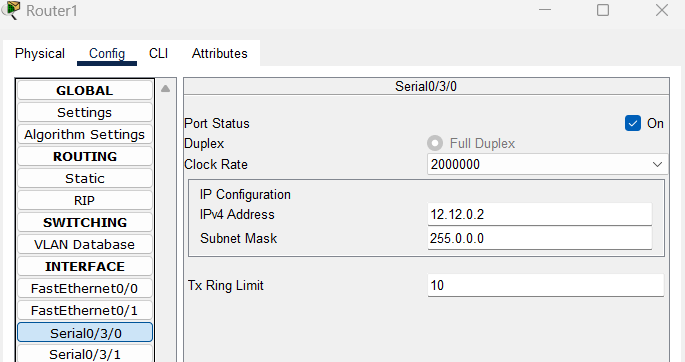 Router1
Physical Config CLI Attributes
GLOBAL
Settings
Algorithm Settings
ROUTING
Static
RIP
SWITCHING
VLAN Database
INTERFACE
FastEthernet0/0
FastEthernet0/1
Serial0/3/0
Serial0/3/1
Serial0/3/0
Port Status On
Duplex Full Duplex
Clock Rate 2000000
IP Configuration
IPv4 Address 12.12.0.2
Subnet Mask 255.0.0.0
Tx Ring Limit 10